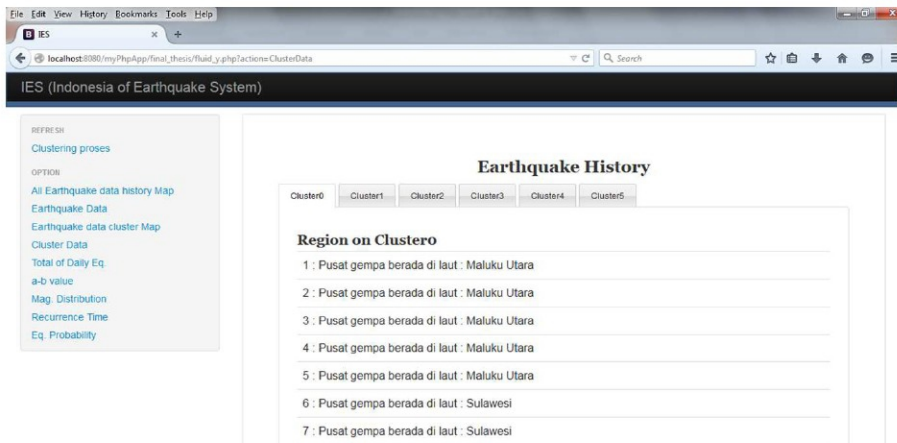 File Edit View History Bookmarks Tools Help
B IES × +
localhost:8080/myPhpApp/final_thesis/fluid_y.php?action=ClusterData
Search
IES (Indonesia of Earthquake System)
REFRESH
Clustering proses
OPTION
All Earthquake data history Map
Earthquake Data
Earthquake data cluster Map
Cluster Data
Total of Daily Eq.
a-b value
Mag. Distribution
Recurrence Time
Eq. Probability
Earthquake History
Cluster0 Cluster1 Cluster2 Cluster3 Cluster4 Cluster5
Region on Cluster0
1 : Pusat gempa berada di laut : Maluku Utara
2 : Pusat gempa berada di laut : Maluku Utara
3 : Pusat gempa berada di laut : Maluku Utara
4 : Pusat gempa berada di laut : Maluku Utara
5 : Pusat gempa berada di laut : Maluku Utara
6 : Pusat gempa berada di laut : Sulawesi
7 : Pusat gempa berada di laut : Sulawesi